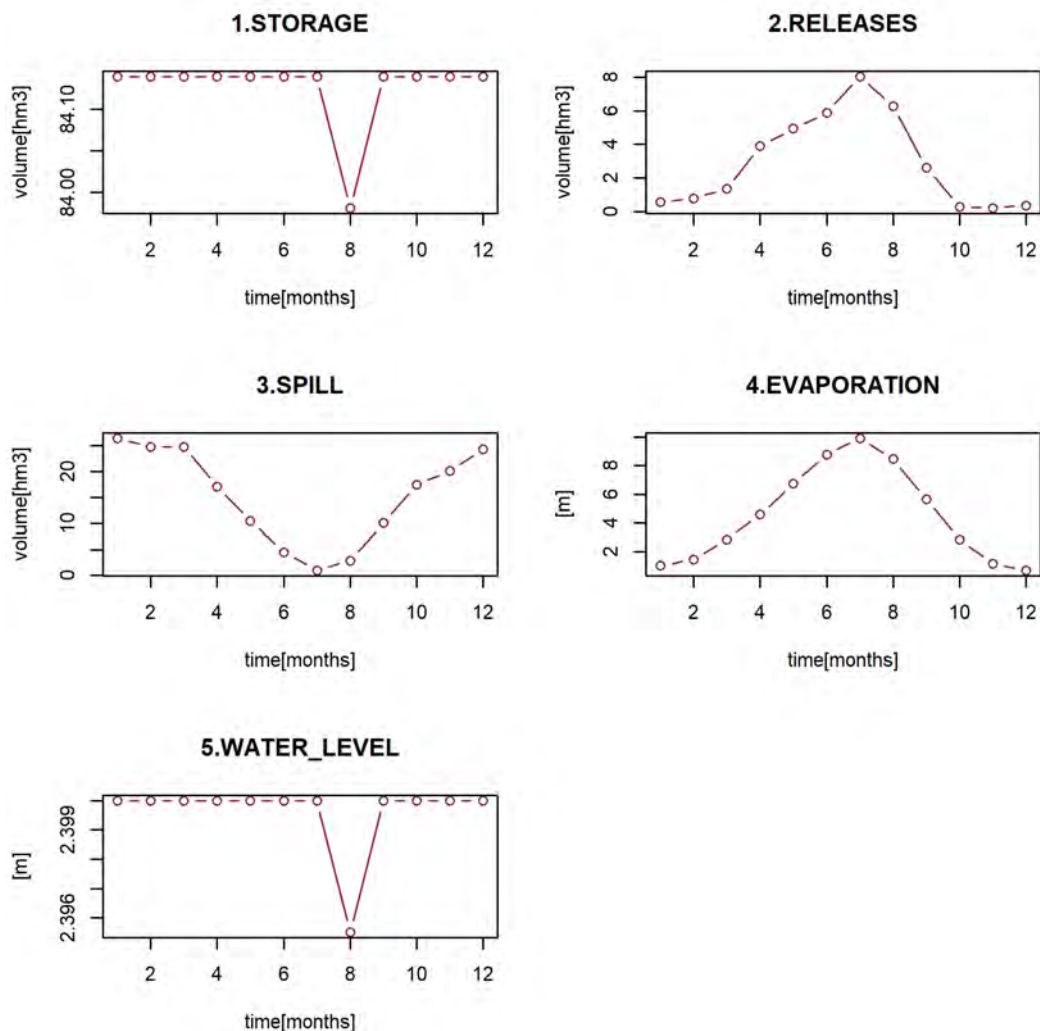 1.STORAGE
volume[hm3]
84.00 84.10
2 4 6 8 10 12
time[months]
2.RELEASES
volume[hm3]
0 2 4 6 8
2 4 6 8 10 12
time[months]
3.SPILL
volume[hm3]
0 10 20
2 4 6 8 10 12
time[months]
4.EVAPORATION
[m]
2 4 6 8
2 4 6 8 10 12
time[months]
5.WATER_LEVEL
[m]
2.396 2.399
2 4 6 8 10 12
time[months]